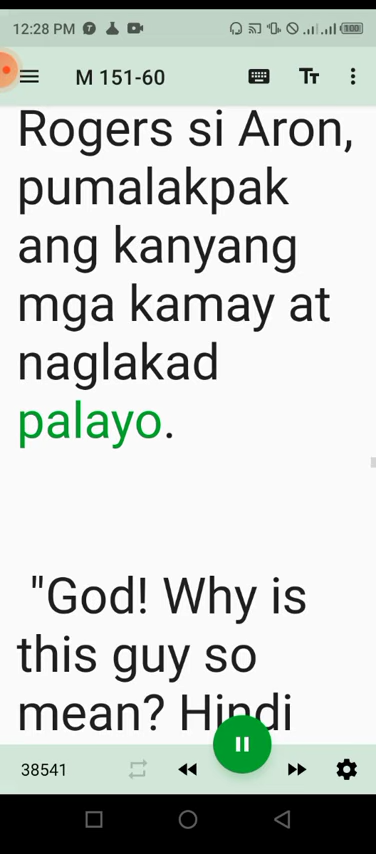 12:28 PM
100
M 151-60
Rogers si Aron,
pumalakpak
ang kanyang
mga kamay at
naglakad
palayo.
"God! Why is
this guy so
mean? Hindi
38541